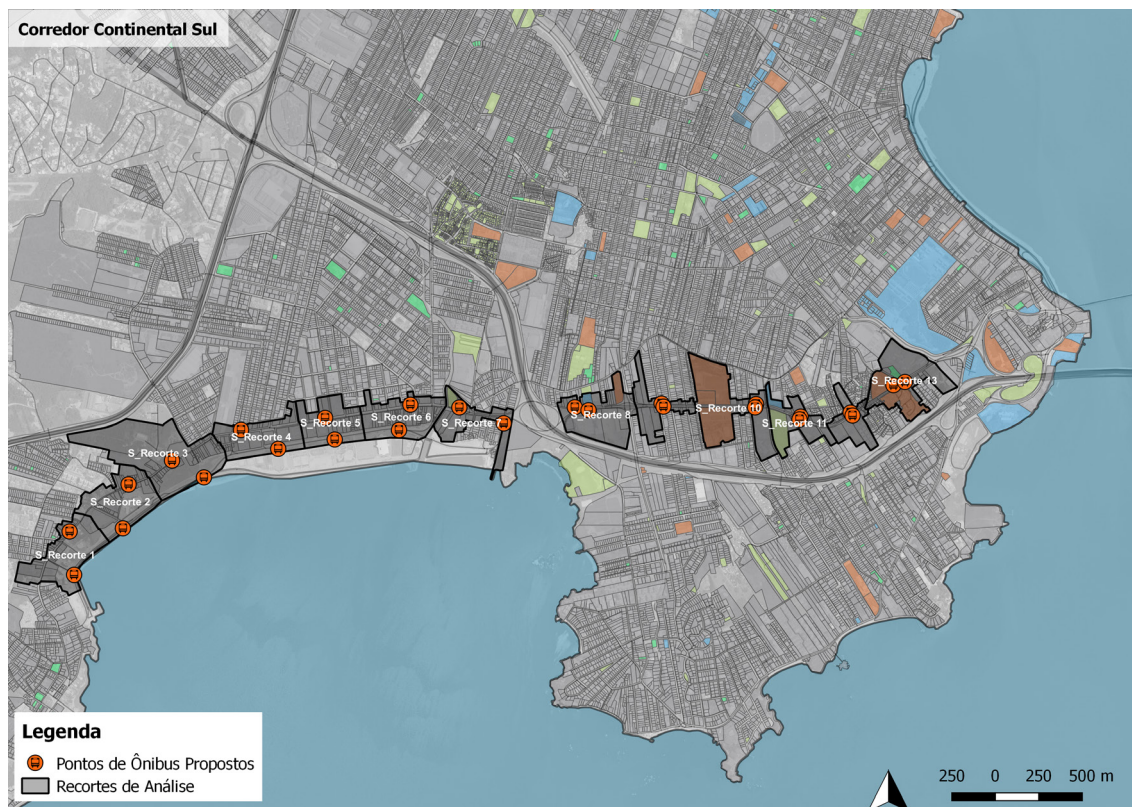 Corredor Continental Sul
S_Recorte 13
S_Recorte 10
S_Recorte 8
S_Recorte 6
S_Recorte 5
S_Recorte 7
S_Recorte 11
S_Recorte 4
S_Recorte 3
S_Recorte 2
S_Recorte 1
Legenda
Pontos de Ônibus Propostos
Recortes de Análise
250 0 250 500 m